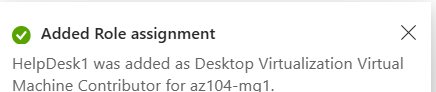 Added Role assignment
HelpDesk1 was added as Desktop Virtualization Virtual
Machine Contributor for az104-mg1.